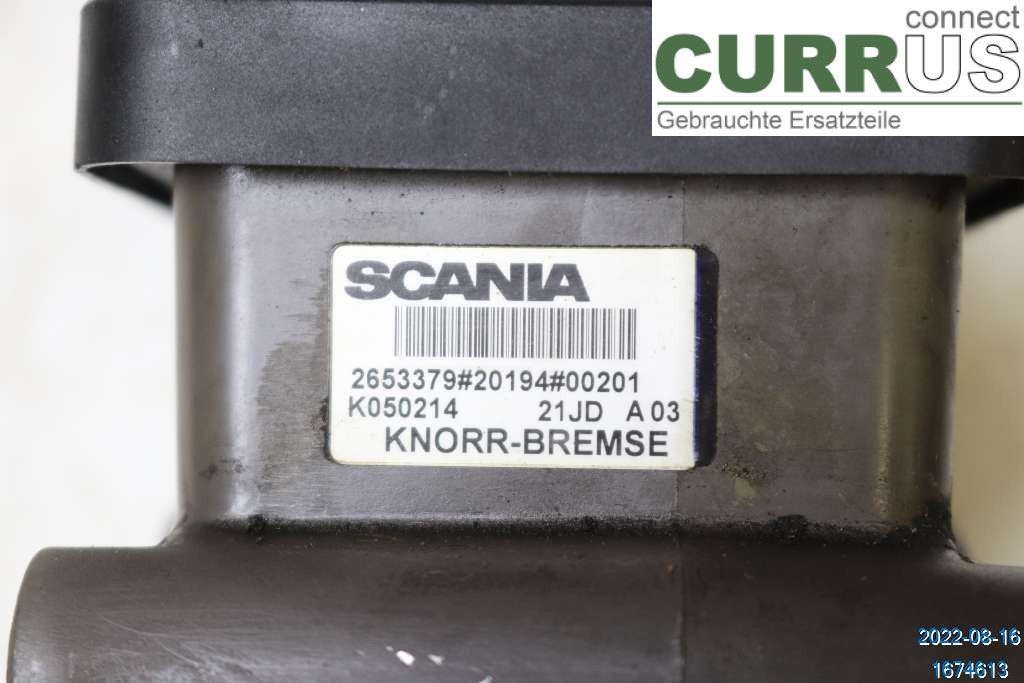 connect
CURRUS
Gebrauchte Ersatzteile
SCANIA
2653379#20194#00201
K050214 21JD A 03
KNORR-BREMSE
2022-08-16
1674613